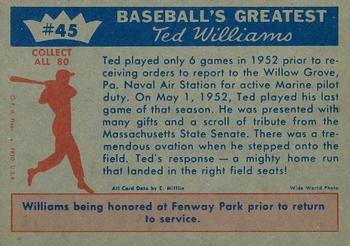 #45
BASEBALL'S GREATEST
Ted Williams
COLLECT
ALL 80
Ted played only 6 games in 1952 prior to
receiving orders to report to the Willow Grove,
Pa. Naval Air Station for active Marine pilot
duty. On May 1, 1952, Ted played his last
game of that season. He was presented with
many gifts and a scroll of tribute from the
Massachusetts State Senate. There was a tre-
mendous ovation when he stepped onto the
field. Ted's response — a mighty home run
that landed in the right field seats!
Art Card Data by E. Mifflin
Wide World Photo
Williams being honored at Fenway Park prior to return
to service.